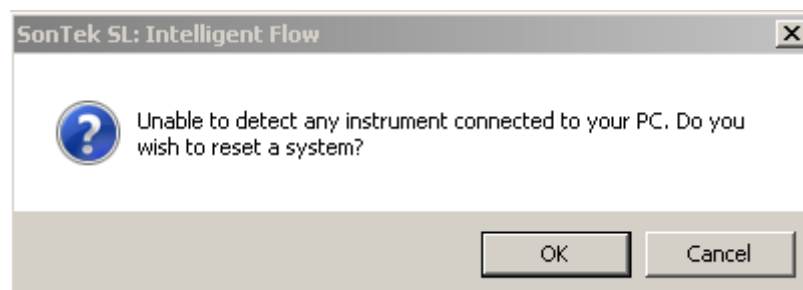 SonTek SL: Intelligent Flow
Unable to detect any instrument connected to your PC. Do you
wish to reset a system?
OK
Cancel